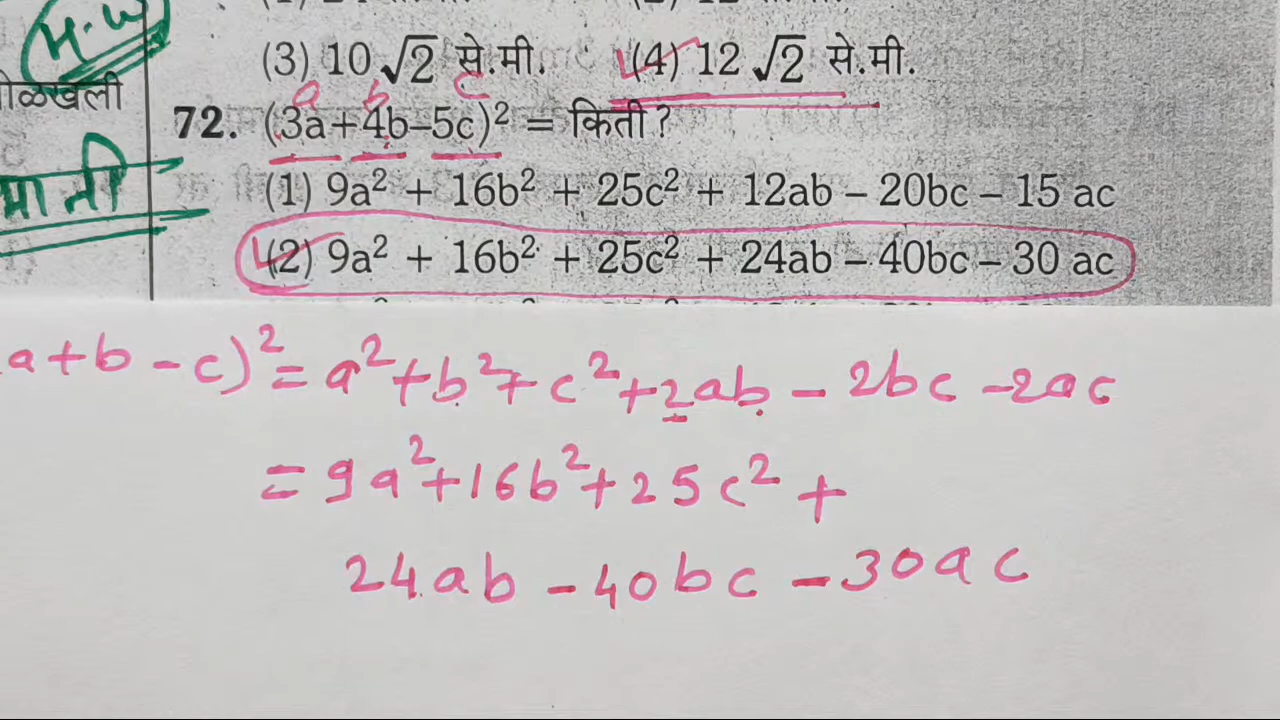 H.W
(3) 10 √2 से.मी. (4) 12 √2 से.मी.
ोळखली
a b c
72. (3a+4b–5c)² = किती?
मानी
(1) 9a² + 16b² + 25c² + 12ab – 20bc – 15 ac
(2) 9a² + 16b² + 25c² + 24ab – 40bc – 30 ac
a + b - c)² = a² + b² + c² + 2ab - 2bc - 2ac
= 9a² + 16b² + 25c² +
24ab - 40bc - 30ac